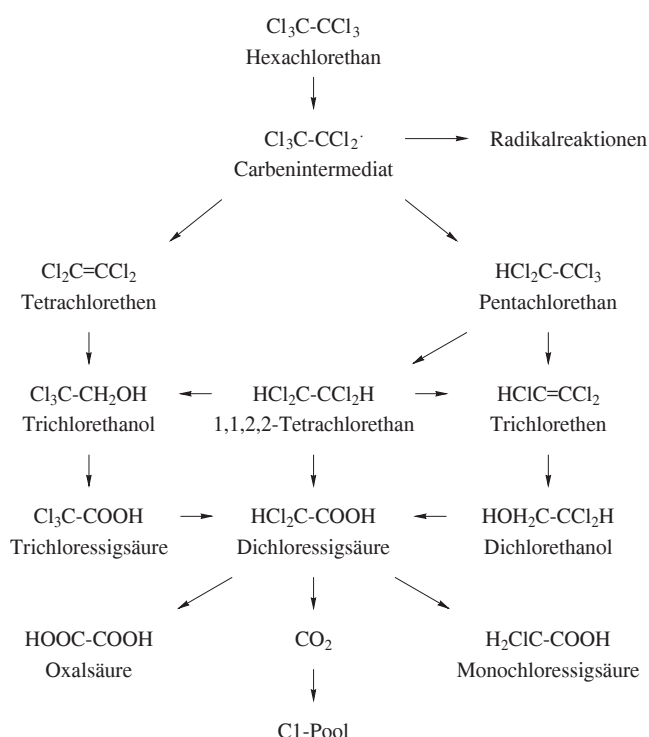 Cl₃C-CCl₃
Hexachlorethan
Cl₃C-CCl₂· Radikalreaktionen
Carbenintermediat
Cl₂C=CCl₂ HCl₂C-CCl₃
Tetrachlorethen Pentachlorethan
Cl₃C-CH₂OH HCl₂C-CCl₂H HClC=CCl₂
Trichlorethanol 1,1,2,2-Tetrachlorethan Trichlorethen
Cl₃C-COOH HCl₂C-COOH HOH₂C-CCl₂H
Trichloressigsäure Dichloressigsäure Dichlorethanol
HOOC-COOH CO₂ H₂ClC-COOH
Oxalsäure Monochloressigsäure
C1-Pool